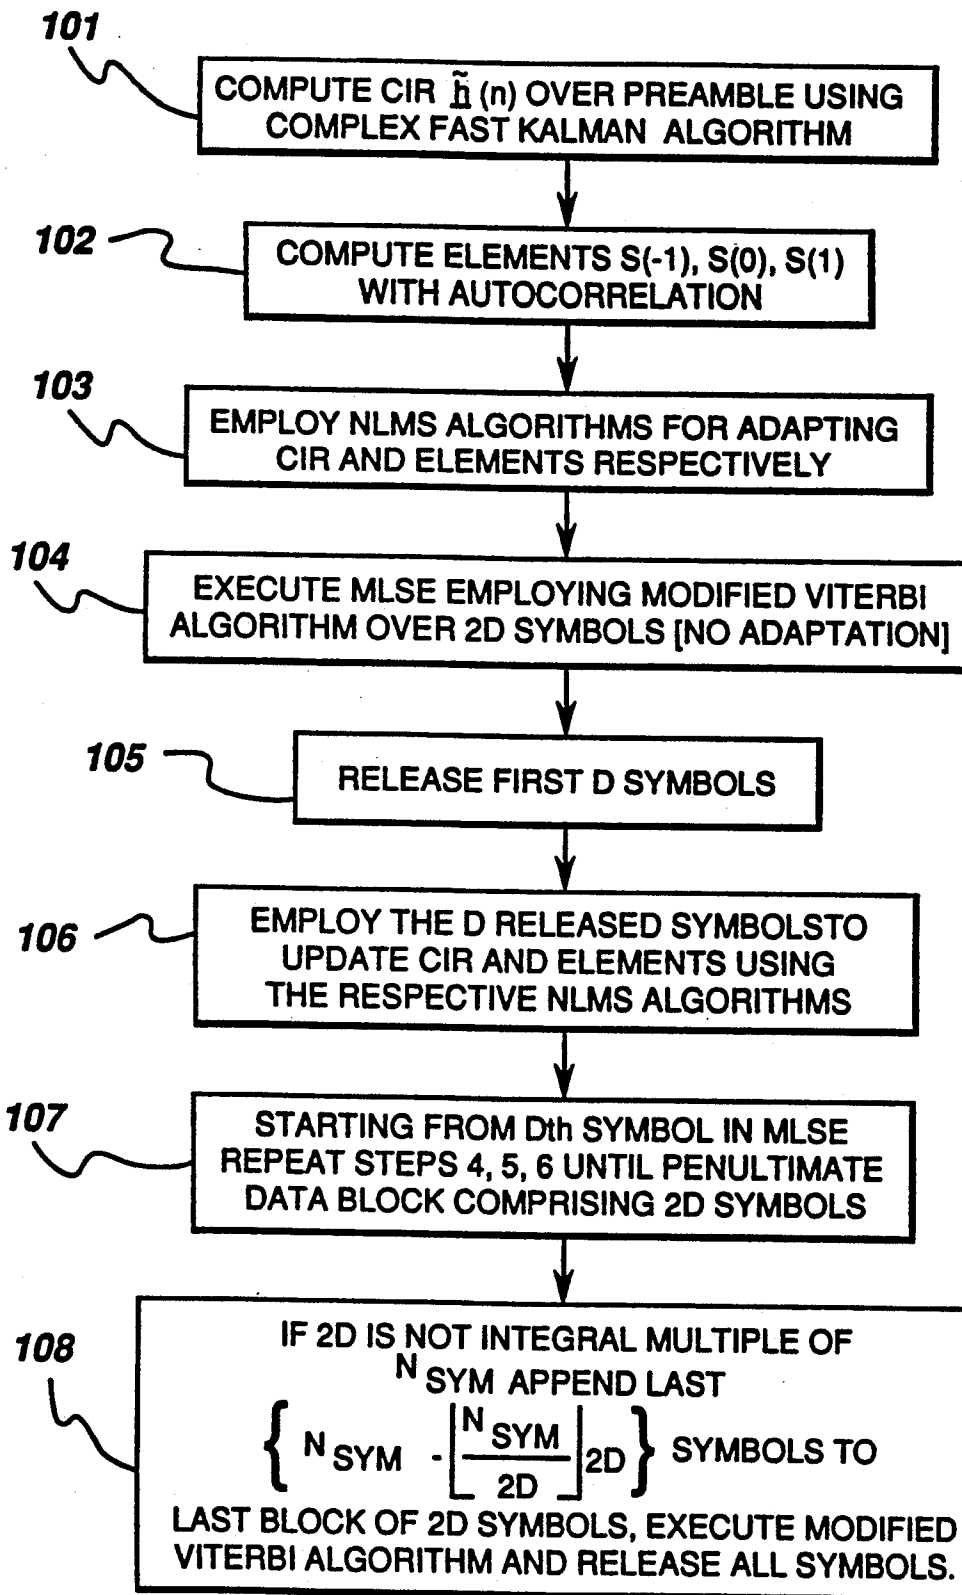 101
COMPUTE CIR h̃ (n) OVER PREAMBLE USING
COMPLEX FAST KALMAN ALGORITHM
102
COMPUTE ELEMENTS S(-1), S(0), S(1)
WITH AUTOCORRELATION
103
EMPLOY NLMS ALGORITHMS FOR ADAPTING
CIR AND ELEMENTS RESPECTIVELY
104
EXECUTE MLSE EMPLOYING MODIFIED VITERBI
ALGORITHM OVER 2D SYMBOLS [NO ADAPTATION]
105
RELEASE FIRST D SYMBOLS
106
EMPLOY THE D RELEASED SYMBOLSTO
UPDATE CIR AND ELEMENTS USING
THE RESPECTIVE NLMS ALGORITHMS
107
STARTING FROM Dth SYMBOL IN MLSE
REPEAT STEPS 4, 5, 6 UNTIL PENULTIMATE
DATA BLOCK COMPRISING 2D SYMBOLS
108
IF 2D IS NOT INTEGRAL MULTIPLE OF
N SYM APPEND LAST
{ N SYM - ⌊ N SYM / 2D ⌋ 2D } SYMBOLS TO
LAST BLOCK OF 2D SYMBOLS, EXECUTE MODIFIED
VITERBI ALGORITHM AND RELEASE ALL SYMBOLS.